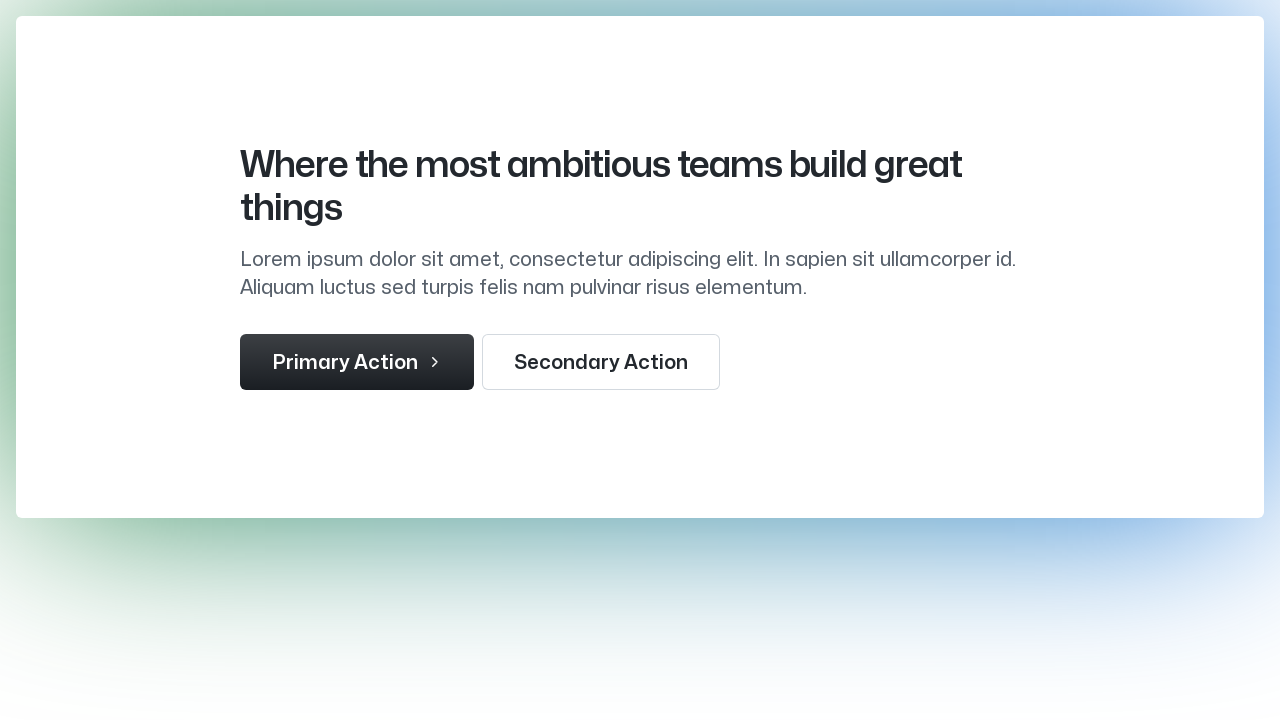 Where the most ambitious teams build great
things
Lorem ipsum dolor sit amet, consectetur adipiscing elit. In sapien sit ullamcorper id.
Aliquam luctus sed turpis felis nam pulvinar risus elementum.
Primary Action
Secondary Action